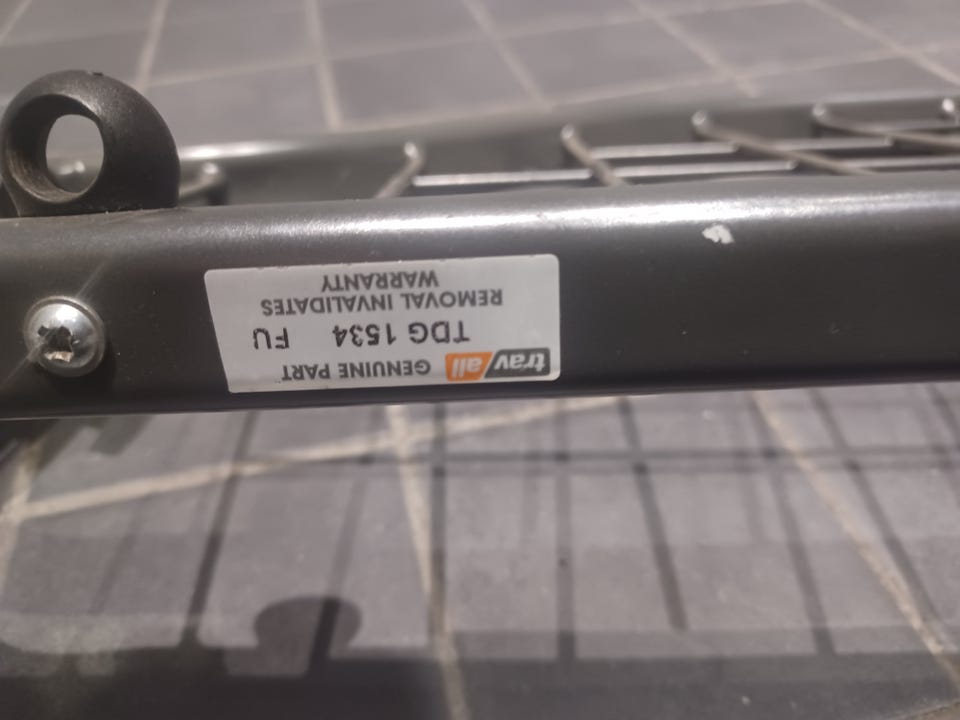 travall GENUINE PART
TDG 1534 FU
REMOVAL INVALIDATES
WARRANTY